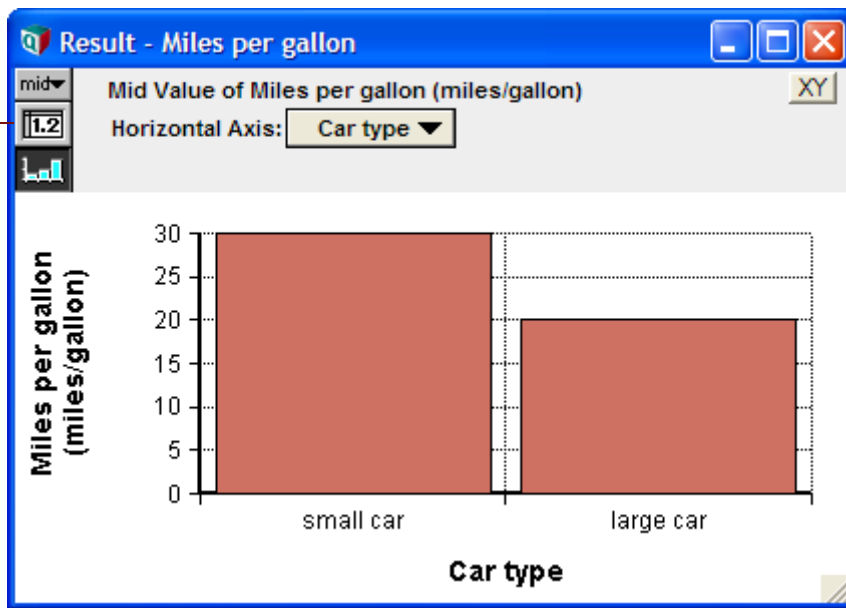 Result - Miles per gallon
mid
Mid Value of Miles per gallon (miles/gallon)
XY
1.2
Horizontal Axis:
Car type
Miles per gallon
(miles/gallon)
30
25
20
15
10
5
0
small car
large car
Car type